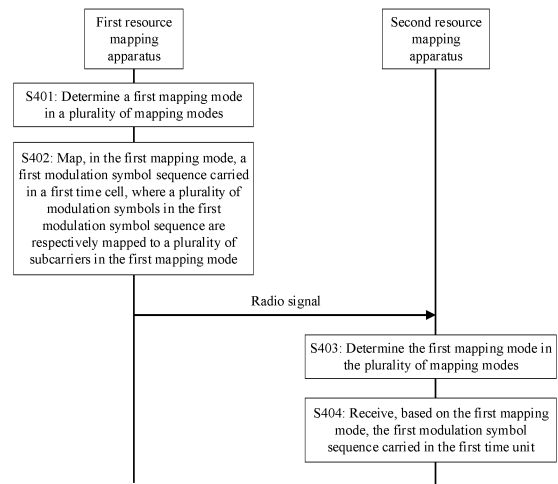 First resource
mapping
apparatus
Second resource
mapping
apparatus
S401: Determine a first mapping mode
in a plurality of mapping modes
S402: Map, in the first mapping mode, a
first modulation symbol sequence carried
in a first time cell, where a plurality of
modulation symbols in the first
modulation symbol sequence are
respectively mapped to a plurality of
subcarriers in the first mapping mode
Radio signal
S403: Determine the first mapping mode in
the plurality of mapping modes
S404: Receive, based on the first mapping
mode, the first modulation symbol
sequence carried in the first time unit